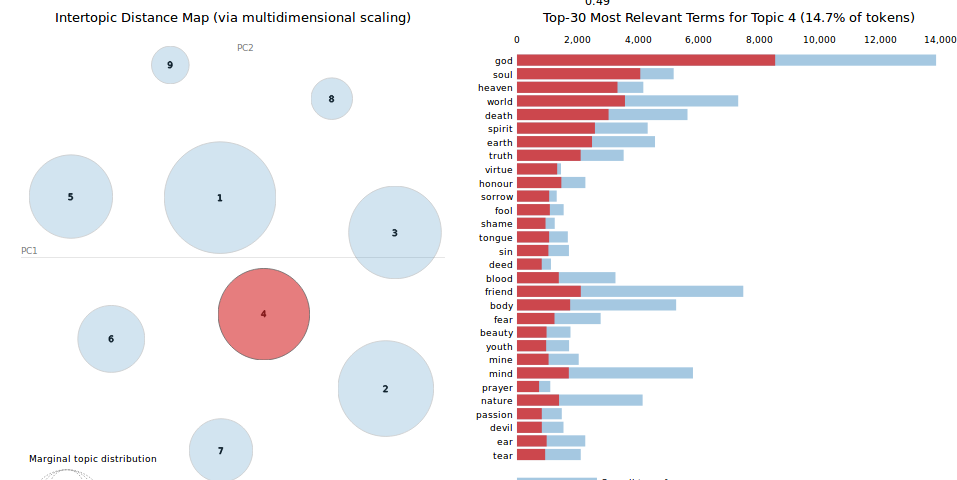 0.49
Intertopic Distance Map (via multidimensional scaling)
Top-30 Most Relevant Terms for Topic 4 (14.7% of tokens)
PC2
PC1
9
8
5
1
3
4
6
2
7
Marginal topic distribution
0
2,000
4,000
6,000
8,000
10,000
12,000
14,000
god
soul
heaven
world
death
spirit
earth
truth
virtue
honour
sorrow
fool
shame
tongue
sin
deed
blood
friend
body
fear
beauty
youth
mine
mind
prayer
nature
passion
devil
ear
tear